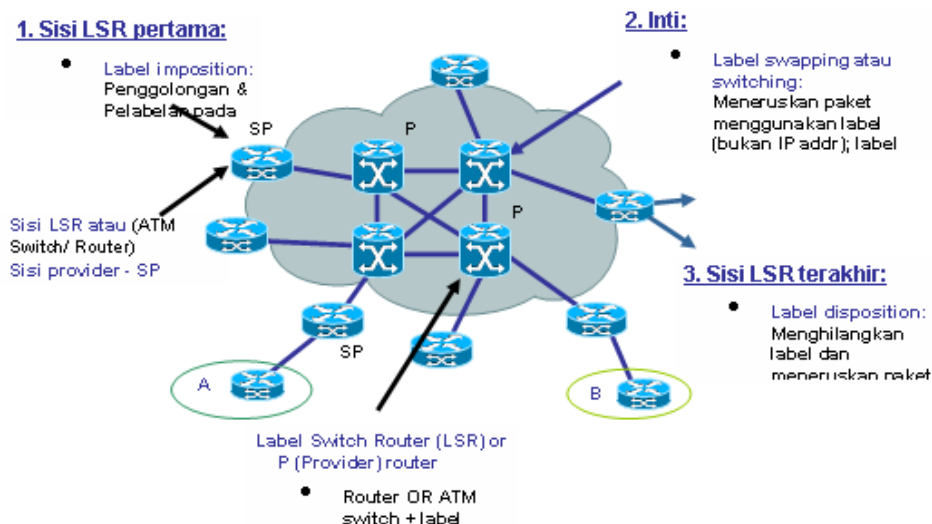 1. Sisi LSR pertama:
• Label imposition:
Penggolongan &
Pelabelan pada
2. Inti:
• Label swapping atau
switching:
Meneruskan paket
menggunakan label
(bukan IP addr); label
SP
P
P
Sisi LSR atau (ATM
Switch/ Router)
Sisi provider - SP
3. Sisi LSR terakhir:
• Label disposition:
Menghilangkan
label dan
meneruskan paket
SP
A
B
Label Switch Router (LSR) or
P (Provider) router
• Router OR ATM
switch + label